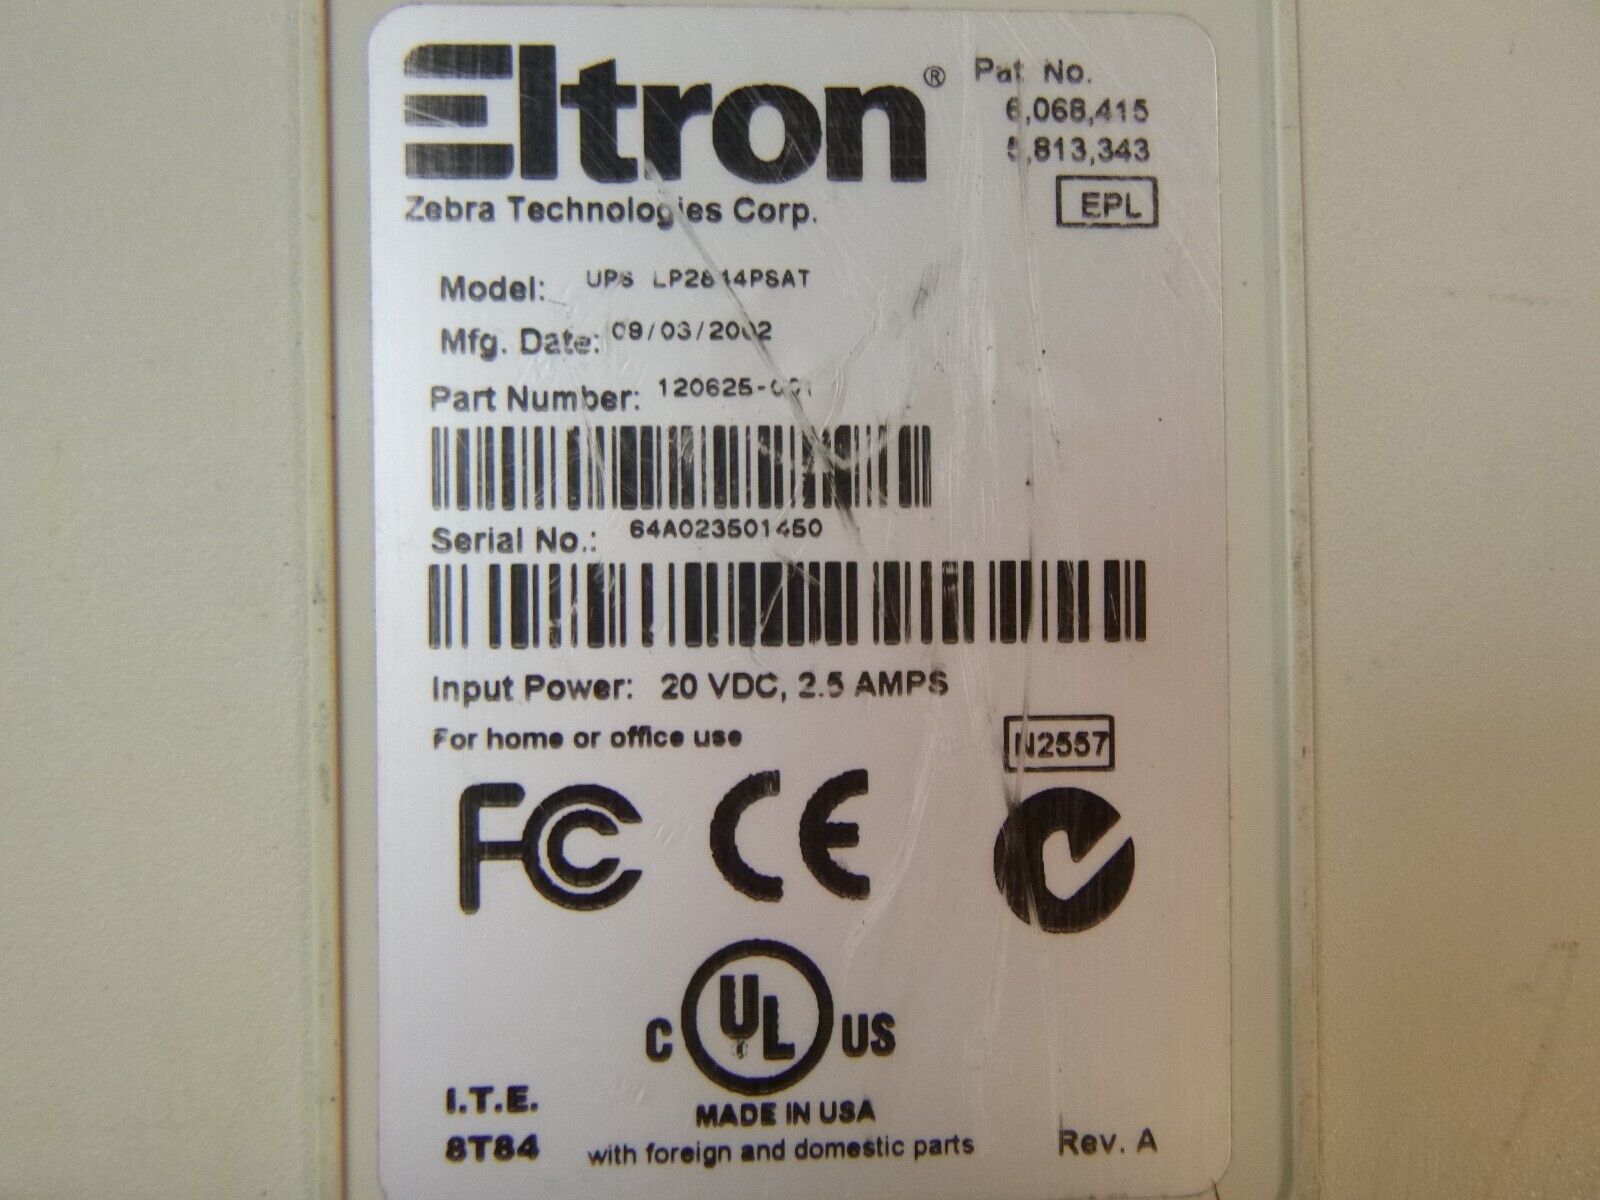 Eltron®
Pat No.
6,068,415
5,813,343
EPL
Zebra Technologies Corp.
Model: UPS LP2844PSAT
Mfg. Date: 09/03/2002
Part Number: 120625-001
Serial No.: 64A023501450
Input Power: 20 VDC, 2.5 AMPS
For home or office use
N2557
FC CE
C UL US
I.T.E.
8T84
MADE IN USA
with foreign and domestic parts
Rev. A